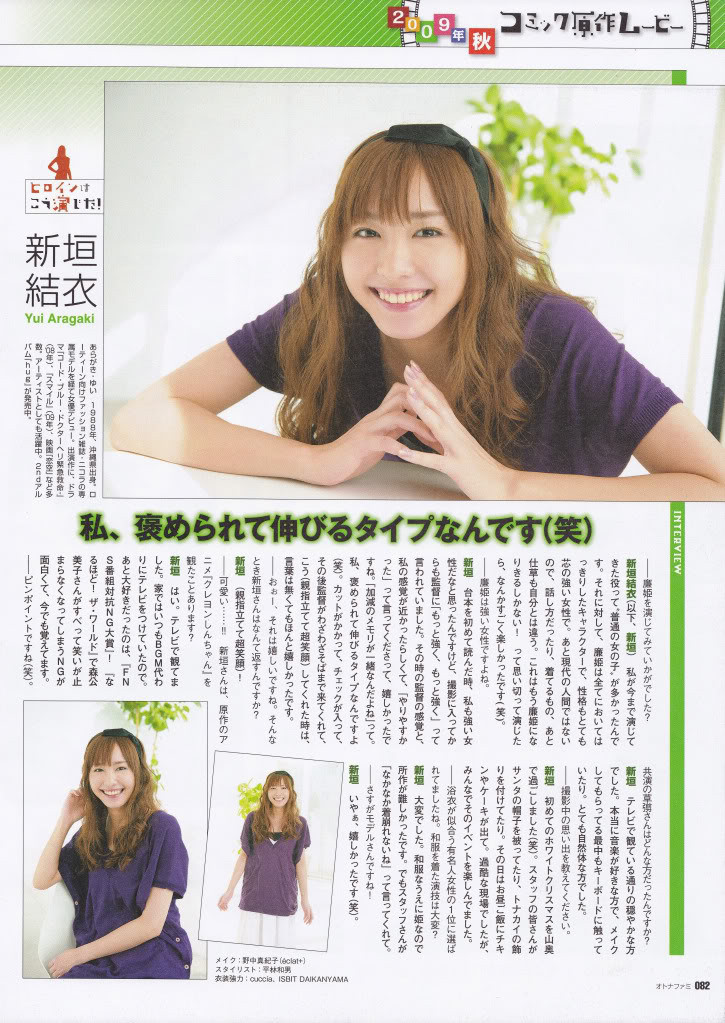 2009年 秋 コミック原作ムービー
ヒロインは
こう演じた!
新垣
結衣
Yui Aragaki
あらがき・ゆい 1988年、沖縄県出身。ロ
ーティーン向けファッション雑誌・ニコラの専
属モデルを経て女優デビュー。出演作に、ドラ
マ『コード・ブルー・ドクターヘリ緊急救命-』
('08年)、『スマイル』('09年)、映画『恋空』など多
数。アーティストとしても活躍中。2ndアル
バム『hug』が発売中。
私、褒められて伸びるタイプなんです(笑)
INTERVIEW
──廉姫を演じてみていかがでした?
新垣結衣(以下、新垣) 私が今まで演じて
きた役って“普通の女の子”が多かったんで
す。それに対して、廉姫は全てにおいては
っきりしたキャラクターで、性格もとても
芯の強い女性で。あと現代の人間ではない
ので、話し方だったり、着てるもの、あと
仕草も自分とは違う。これはもう廉姫にな
りきるしかない! って思い切って演じた
ら、なんかすごく楽しかったです(笑)。
──廉姫は強い女性ですよね。
新垣 台本を初めて読んだ時、私も強い女
性だなと思ったんですけど、撮影に入ってか
らも監督に「もっと強く、もっと強く」って
言われていました。その時の監督の感覚と、
私の感覚が近かったらしくて、「やりやすか
った」って言ってくださって、嬉しかったで
すね。「加減のメモリが一緒なんだよね」って。
私、褒められて伸びるタイプなんですよ
(笑)。カットがかかって、チェックが入って、
その後監督がわざわざそばまで来てくれて、
こう(親指立てて超笑顔)してくれた時は、
言葉は無くてもほんと嬉しかったです。
──おぉー、それは嬉しいですね。そんな
とき新垣さんはなんて返すんですか?
新垣 (親指立てて超笑顔)!
──可愛い……!! 新垣さんは、原作のア
ニメ『クレヨンしんちゃん』を
観たことあります?
新垣 はい。テレビで観てま
した。家ではいつもBGM代わ
りにテレビをつけていたので。
あと大好きだったのは、『FN
S番組対抗NG大賞』! 『な
るほど! ザ・ワールド』で森公
美子さんがすべって笑いが止
まらなくなってしまうNGが
面白くて、今でも覚えてます。
──ピンポイントですね(笑)。
共演の草彅さんはどんな方だったんですか?
新垣 テレビで観ている通りの穏やかな方
でした。本当に音楽が好きな方で、メイク
してもらってる最中もキーボードに触って
いたり。とても自然体な方でした。
──撮影中の思い出を教えてください。
新垣 初めてのホワイトクリスマスを山奥
で過ごしました(笑)。スタッフの皆さんが
サンタの帽子を被ってたり、トナカイの飾
りを付けてたり。その日はお昼ご飯にチキ
ンやケーキが出て。過酷な現場でしたが、
みんなでそのイベントを楽しんでました。
──浴衣が似合う有名人女性の1位に選ば
れてましたね。和服を着た演技は大変?
新垣 大変でした。和服なうえに姫なので
所作が難しかったです。でもスタッフさんが
「なかなか着崩れないね」って言ってくれて。
──さすがモデルさんですね!
新垣 いやぁ、嬉しかったです(笑)。
メイク:野中真紀子(éclat+)
スタイリスト:平林和男
衣装強力:cuccia、ISBIT DAIKANYAMA
オトナファミ 082